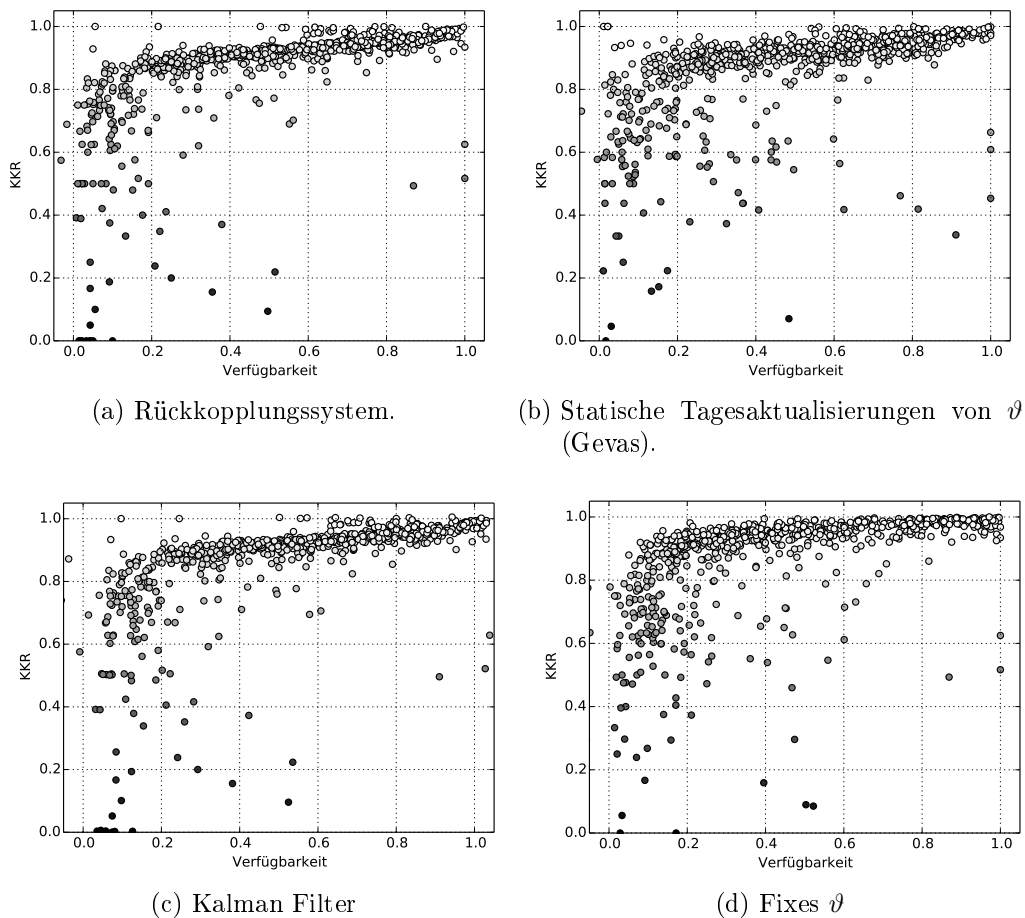 1.0
0.8
0.6
0.4
0.2
0.0
KKR
0.0 0.2 0.4 0.6 0.8 1.0
Verfügbarkeit
(a) Rückkopplungssystem.
1.0
0.8
0.6
0.4
0.2
0.0
KKR
0.0 0.2 0.4 0.6 0.8 1.0
Verfügbarkeit
(b) Statische Tagesaktualisierungen von ϑ
(Gevas).
1.0
0.8
0.6
0.4
0.2
0.0
KKR
0.0 0.2 0.4 0.6 0.8 1.0
Verfügbarkeit
(c) Kalman Filter
1.0
0.8
0.6
0.4
0.2
0.0
KKR
0.0 0.2 0.4 0.6 0.8 1.0
Verfügbarkeit
(d) Fixes ϑ